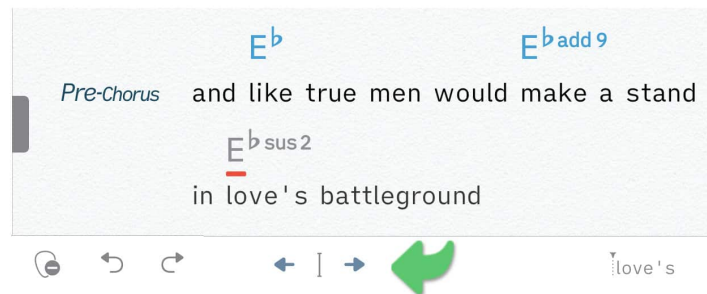 E♭ E♭add9
Pre-Chorus and like true men would make a stand
E♭sus2
in love's battleground
love's